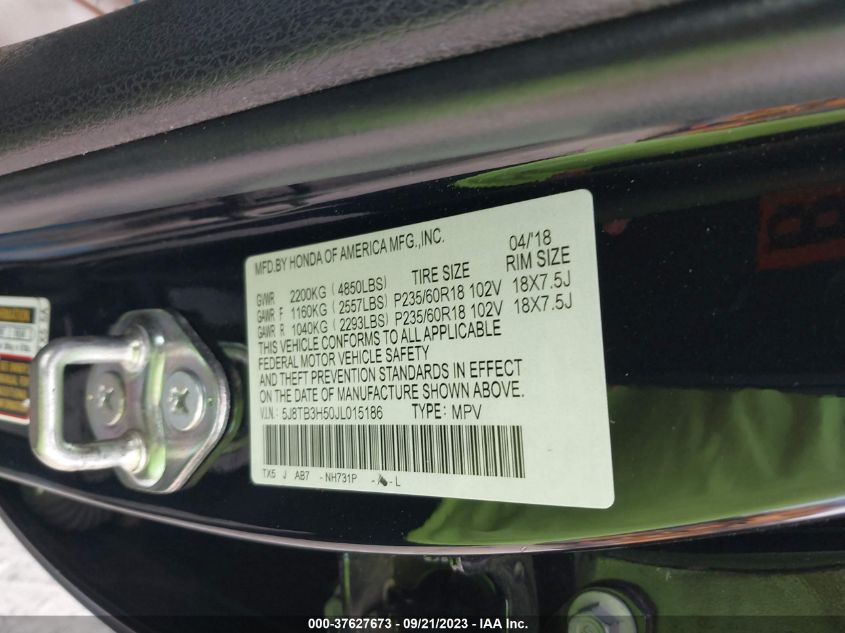 MFD.BY HONDA OF AMERICA MFG.,INC. 04/'18
TIRE SIZE RIM SIZE
GVWR 2200KG (4850LBS)
GAWR F 1160KG (2557LBS) P235/60R18 102V 18X7.5J
GAWR R 1040KG (2293LBS) P235/60R18 102V 18X7.5J
THIS VEHICLE CONFORMS TO ALL APPLICABLE
FEDERAL MOTOR VEHICLE SAFETY
AND THEFT PREVENTION STANDARDS IN EFFECT
ON THE DATE OF MANUFACTURE SHOWN ABOVE.
V.I.N.: 5J8TB3H50JL015186 TYPE: MPV
TX5 J AB7 -NH731P - - L
000-37627673 - 09/21/2023 - IAA Inc.